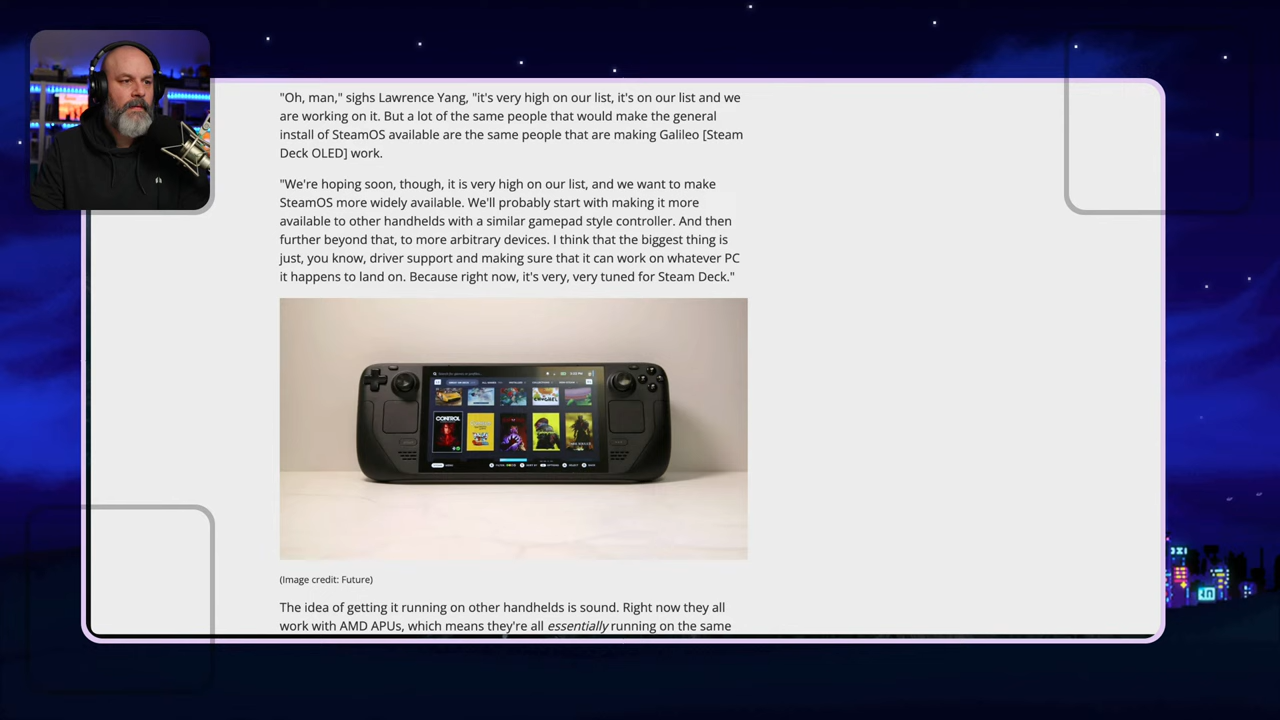 "Oh, man," sighs Lawrence Yang, "it's very high on our list, it's on our list and we
are working on it. But a lot of the same people that would make the general
install of SteamOS available are the same people that are making Galileo [Steam
Deck OLED] work.
"We're hoping soon, though, it is very high on our list, and we want to make
SteamOS more widely available. We'll probably start with making it more
available to other handhelds with a similar gamepad style controller. And then
further beyond that, to more arbitrary devices. I think that the biggest thing is
just, you know, driver support and making sure that it can work on whatever PC
it happens to land on. Because right now, it's very, very tuned for Steam Deck."
CONTROL
(Image credit: Future)
The idea of getting it running on other handhelds is sound. Right now they all
work with AMD APUs, which means they're all essentially running on the same